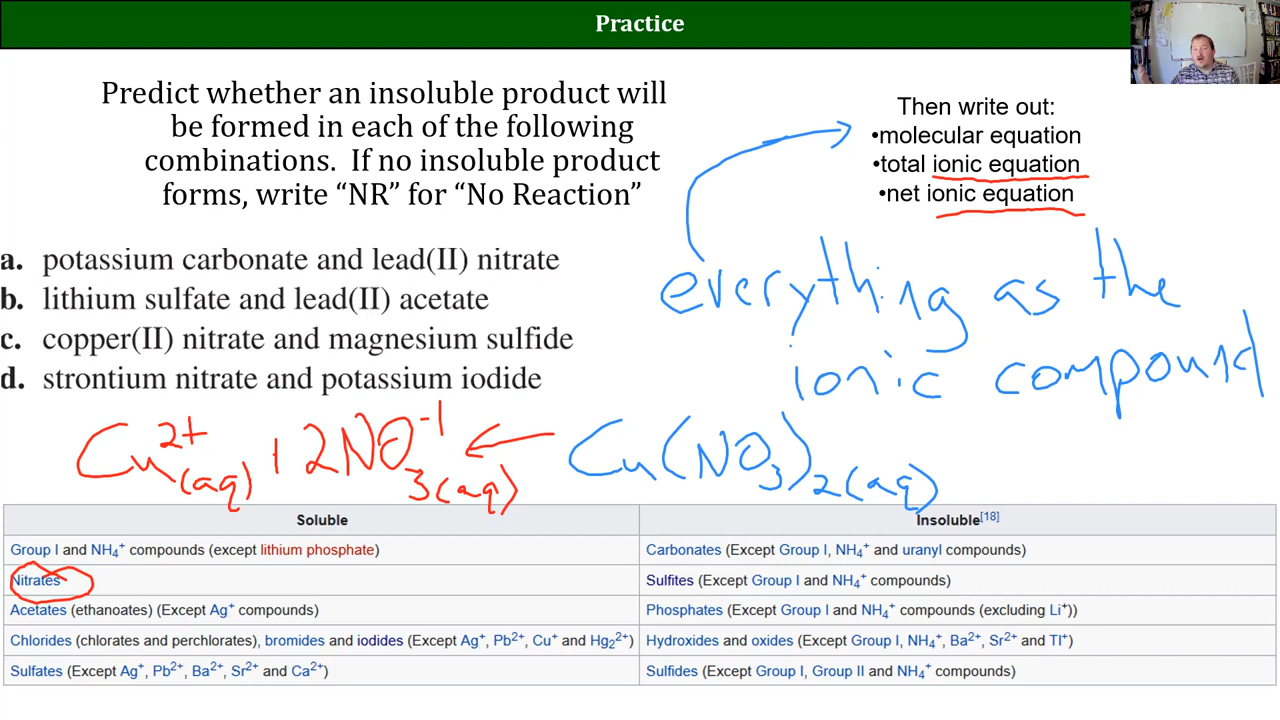 Practice
Predict whether an insoluble product will
be formed in each of the following
combinations. If no insoluble product
forms, write “NR” for “No Reaction”
Then write out:
•molecular equation
•total ionic equation
•net ionic equation
a. potassium carbonate and lead(II) nitrate
b. lithium sulfate and lead(II) acetate
c. copper(II) nitrate and magnesium sulfide
d. strontium nitrate and potassium iodide
everything as the
ionic compound
Cu²⁺(aq) + 2NO₃⁻¹(aq) ← Cu(NO₃)₂(aq)
Soluble Insoluble[18]
Group I and NH₄⁺ compounds (except lithium phosphate) Carbonates (Except Group I, NH₄⁺ and uranyl compounds)
Nitrates Sulfites (Except Group I and NH₄⁺ compounds)
Acetates (ethanoates) (Except Ag⁺ compounds) Phosphates (Except Group I and NH₄⁺ compounds (excluding Li⁺))
Chlorides (chlorates and perchlorates), bromides and iodides (Except Ag⁺, Pb²⁺, Cu⁺ and Hg₂²⁺) Hydroxides and oxides (Except Group I, NH₄⁺, Ba²⁺, Sr²⁺ and Tl⁺)
Sulfates (Except Ag⁺, Pb²⁺, Ba²⁺, Sr²⁺ and Ca²⁺) Sulfides (Except Group I, Group II and NH₄⁺ compounds)